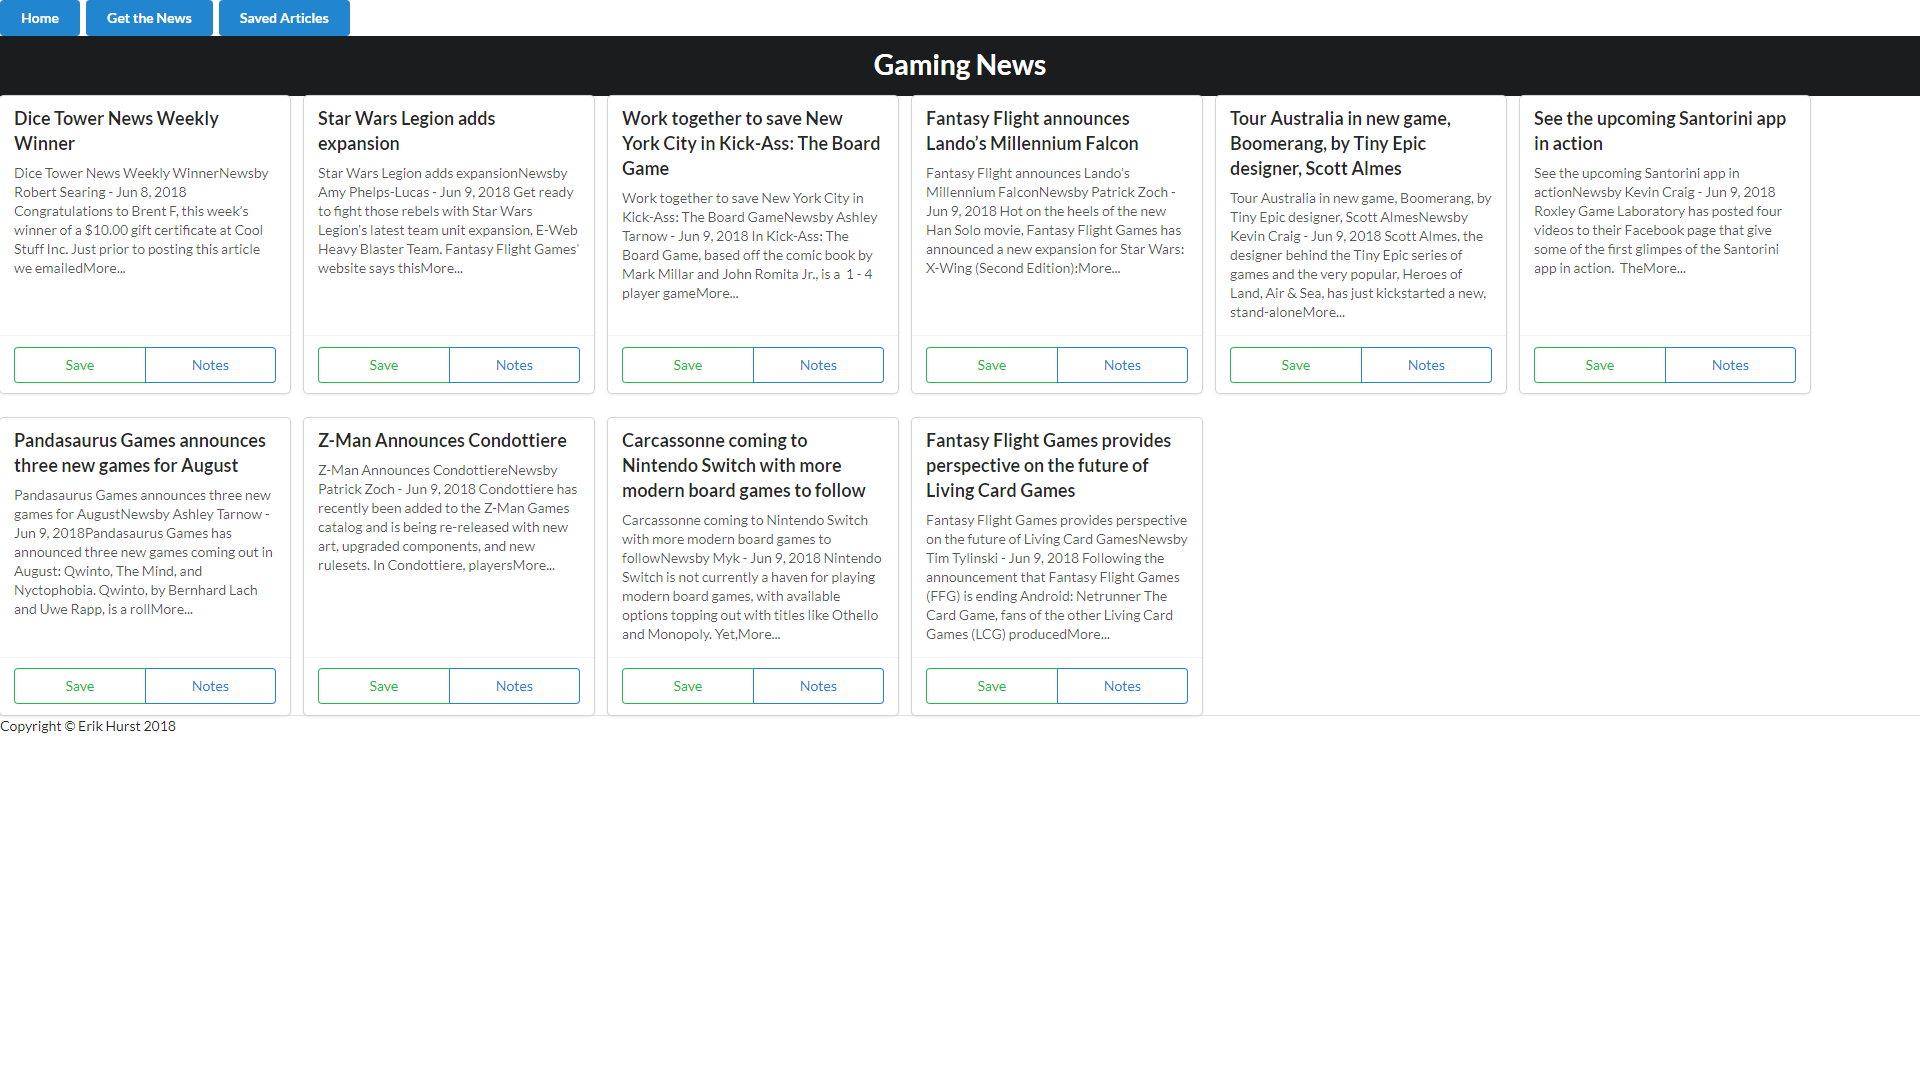 Home
Get the News
Saved Articles
Gaming News
Dice Tower News Weekly
Winner
Dice Tower News Weekly WinnerNewsby
Robert Searing - Jun 8, 2018
Congratulations to Brent F, this week’s
winner of a $10.00 gift certificate at Cool
Stuff Inc. Just prior to posting this article
we emailedMore...
Save
Notes
Star Wars Legion adds
expansion
Star Wars Legion adds expansionNewsby
Amy Phelps-Lucas - Jun 9, 2018 Get ready
to fight those rebels with Star Wars
Legion's latest team unit expansion, E-Web
Heavy Blaster Team. Fantasy Flight Games'
website says thisMore...
Save
Notes
Work together to save New
York City in Kick-Ass: The Board
Game
Work together to save New York City in
Kick-Ass: The Board GameNewsby Ashley
Tarnow - Jun 9, 2018 In Kick-Ass: The
Board Game, based off the comic book by
Mark Millar and John Romita Jr., is a  1 - 4
player gameMore...
Save
Notes
Fantasy Flight announces
Lando’s Millennium Falcon
Fantasy Flight announces Lando’s
Millennium FalconNewsby Patrick Zoch -
Jun 9, 2018 Hot on the heels of the new
Han Solo movie, Fantasy Flight Games has
announced a new expansion for Star Wars:
X-Wing (Second Edition):More...
Save
Notes
Tour Australia in new game,
Boomerang, by Tiny Epic
designer, Scott Almes
Tour Australia in new game, Boomerang, by
Tiny Epic designer, Scott AlmesNewsby
Kevin Craig - Jun 9, 2018 Scott Almes, the
designer behind the Tiny Epic series of
games and the very popular, Heroes of
Land, Air & Sea, has just kickstarted a new,
stand-aloneMore...
Save
Notes
See the upcoming Santorini app
in action
See the upcoming Santorini app in
actionNewsby Kevin Craig - Jun 9, 2018
Roxley Game Laboratory has posted four
videos to their Facebook page that give
some of the first glimpses of the Santorini
app in action.  TheMore...
Save
Notes
Pandasaurus Games announces
three new games for August
Pandasaurus Games announces three new
games for AugustNewsby Ashley Tarnow -
Jun 9, 2018Pandasaurus Games has
announced three new games coming out in
August: Qwinto, The Mind, and
Nyctophobia. Qwinto, by Bernhard Lach
and Uwe Rapp, is a rollMore...
Save
Notes
Z-Man Announces Condottiere
Z-Man Announces CondottiereNewsby
Patrick Zoch - Jun 9, 2018 Condottiere has
recently been added to the Z-Man Games
catalog and is being re-released with new
art, upgraded components, and new
rulesets. In Condottiere, playersMore...
Save
Notes
Carcassonne coming to
Nintendo Switch with more
modern board games to follow
Carcassonne coming to Nintendo Switch
with more modern board games to
followNewsby Myk - Jun 9, 2018 Nintendo
Switch is not currently a haven for playing
modern board games, with available
options topping out with titles like Othello
and Monopoly. Yet,More...
Save
Notes
Fantasy Flight Games provides
perspective on the future of
Living Card Games
Fantasy Flight Games provides perspective
on the future of Living Card GamesNewsby
Tim Tylinski - Jun 9, 2018 Following the
announcement that Fantasy Flight Games
(FFG) is ending Android: Netrunner The
Card Game, fans of the other Living Card
Games (LCG) producedMore...
Save
Notes
Copyright © Erik Hurst 2018